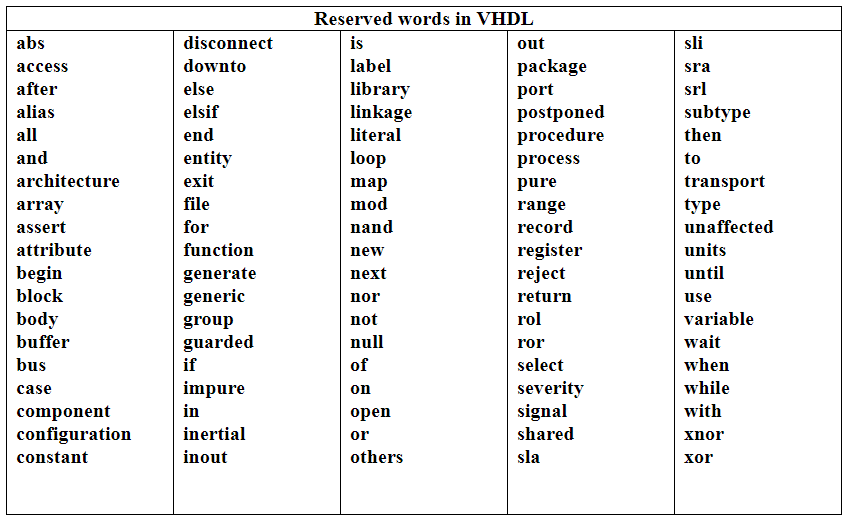 Reserved words in VHDL
abs
access
after
alias
all
and
architecture
array
assert
attribute
begin
block
body
buffer
bus
case
component
configuration
constant
disconnect
downto
else
elsif
end
entity
exit
file
for
function
generate
generic
group
guarded
if
impure
in
inertial
inout
is
label
library
linkage
literal
loop
map
mod
nand
new
next
nor
not
null
of
on
open
or
others
out
package
port
postponed
procedure
process
pure
range
record
register
reject
return
rol
ror
select
severity
signal
shared
sla
sli
sra
srl
subtype
then
to
transport
type
unaffected
units
until
use
variable
wait
when
while
with
xnor
xor